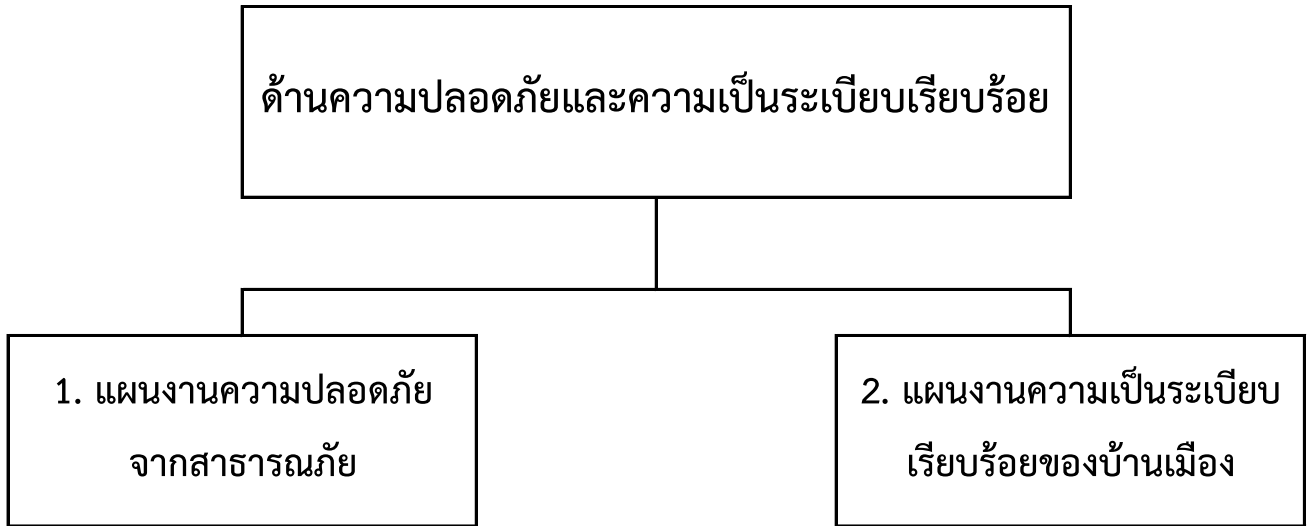 ด้านความปลอดภัยและความเป็นระเบียบเรียบร้อย
1. แผนงานความปลอดภัย
จากสาธารณภัย
2. แผนงานความเป็นระเบียบ
เรียบร้อยของบ้านเมือง